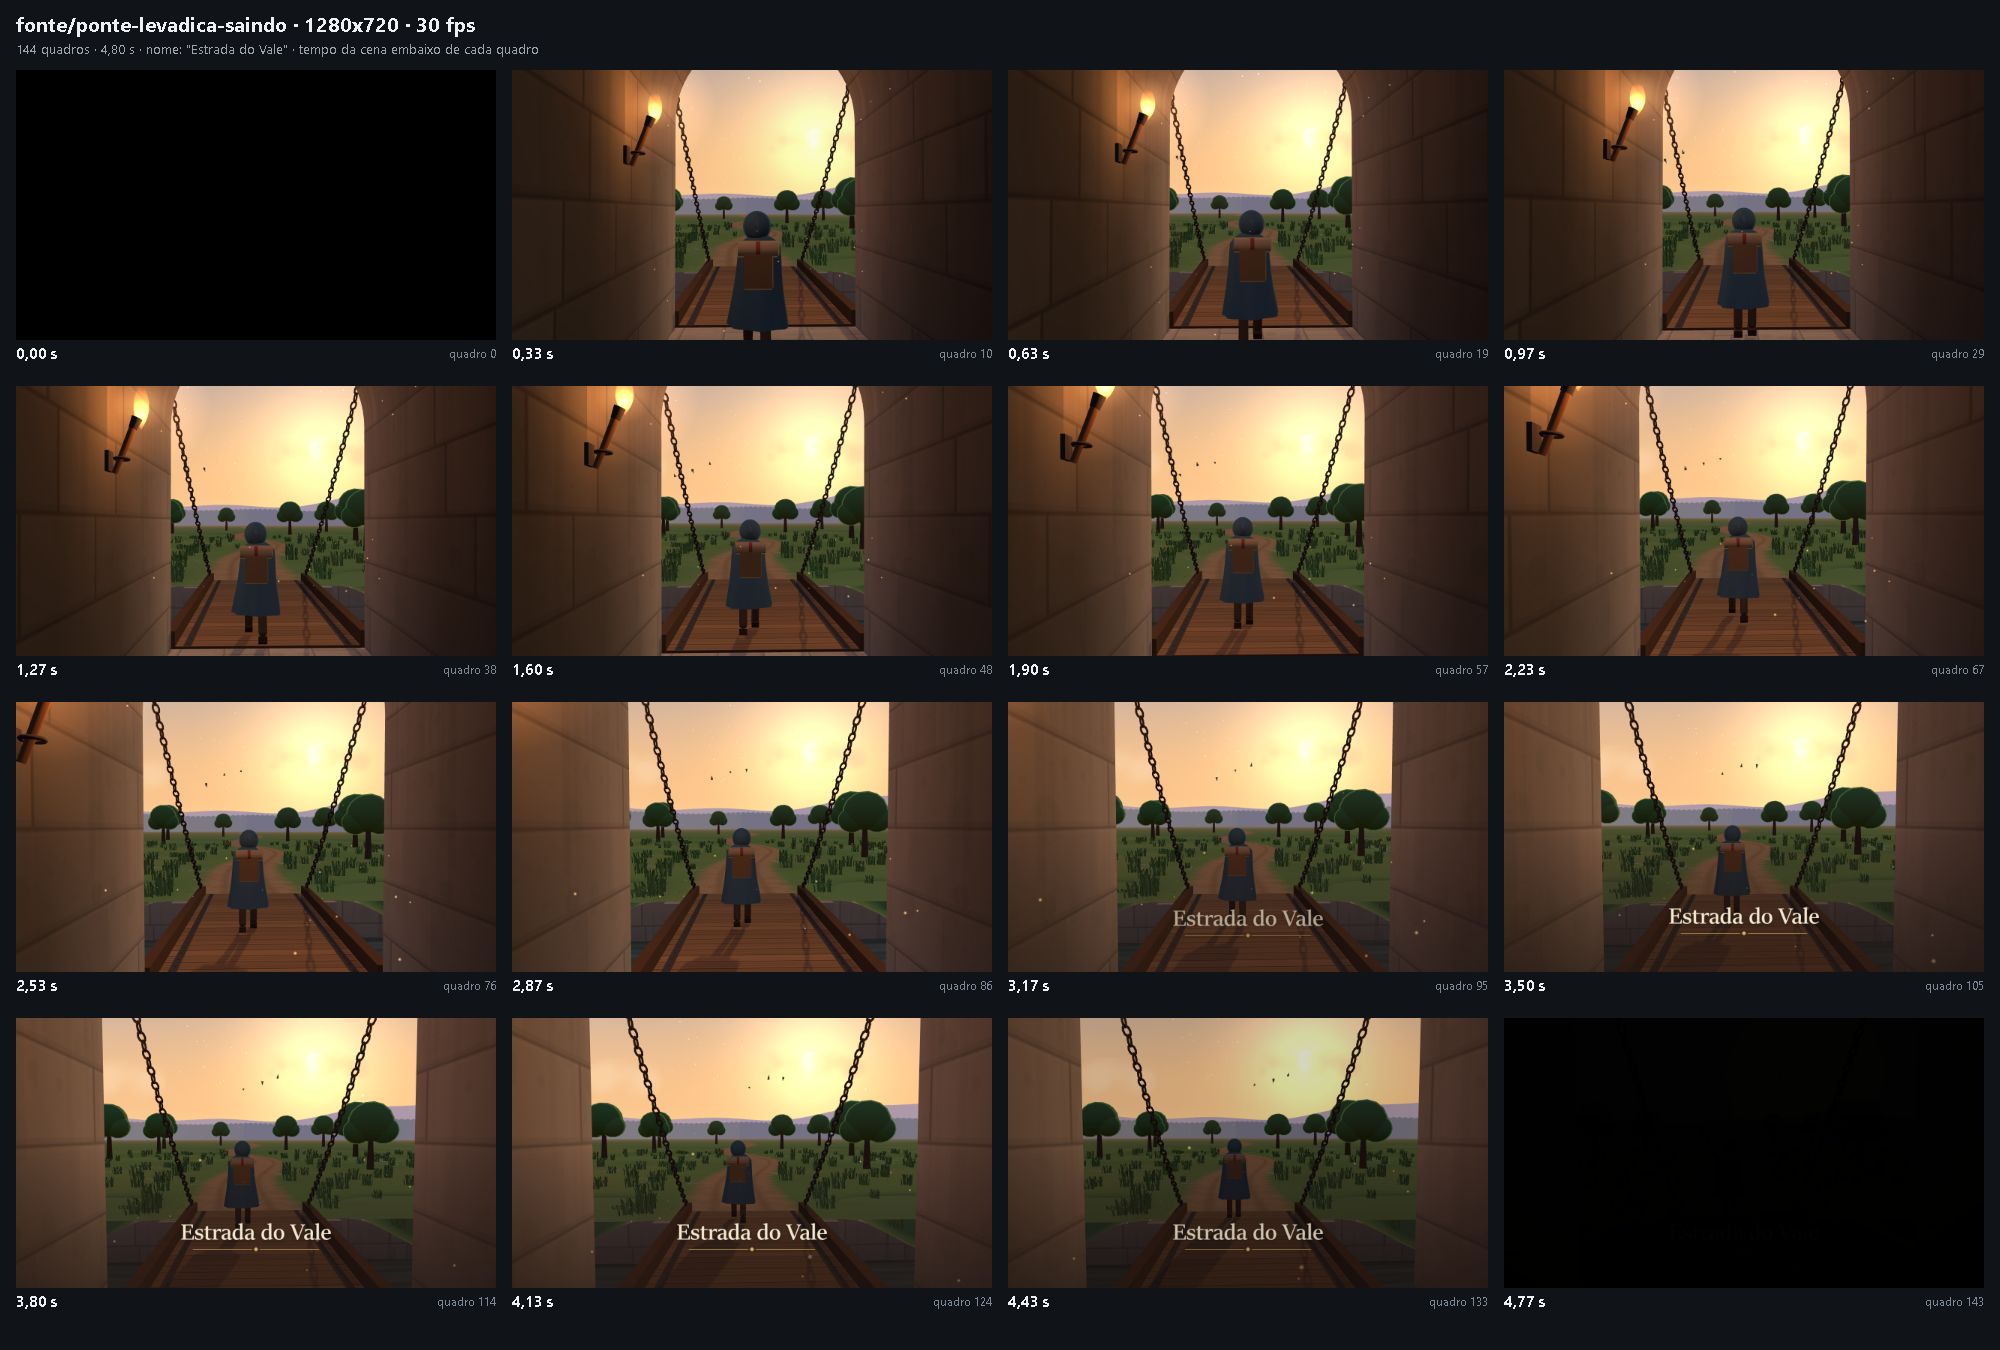 fonte/ponte-levadica-saindo · 1280x720 · 30 fps
144 quadros · 4,80 s · nome: "Estrada do Vale" · tempo da cena embaixo de cada quadro
0,00 s quadro 0
0,33 s quadro 10
0,63 s quadro 19
0,97 s quadro 29
1,27 s quadro 38
1,60 s quadro 48
1,90 s quadro 57
2,23 s quadro 67
Estrada do Vale
Estrada do Vale
2,53 s quadro 76
2,87 s quadro 86
3,17 s quadro 95
3,50 s quadro 105
Estrada do Vale
Estrada do Vale
Estrada do Vale
Estrada do Vale
3,80 s quadro 114
4,13 s quadro 124
4,43 s quadro 133
4,77 s quadro 143